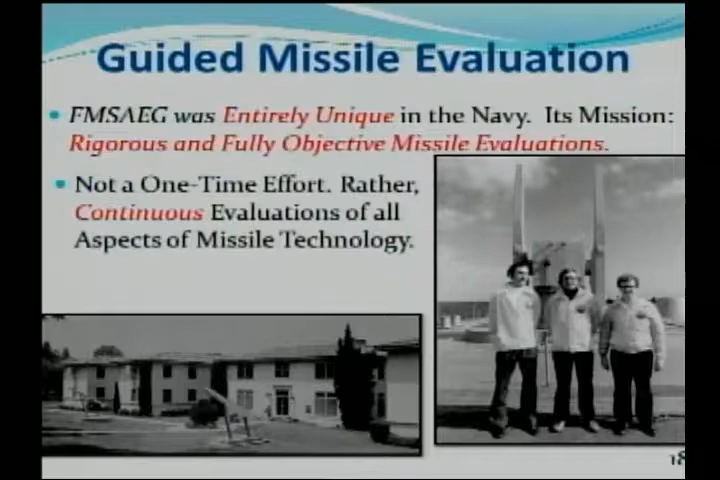 Guided Missile Evaluation
• FMSAEG was Entirely Unique in the Navy. Its Mission:
Rigorous and Fully Objective Missile Evaluations.
• Not a One-Time Effort. Rather,
Continuous Evaluations of all
Aspects of Missile Technology.
18